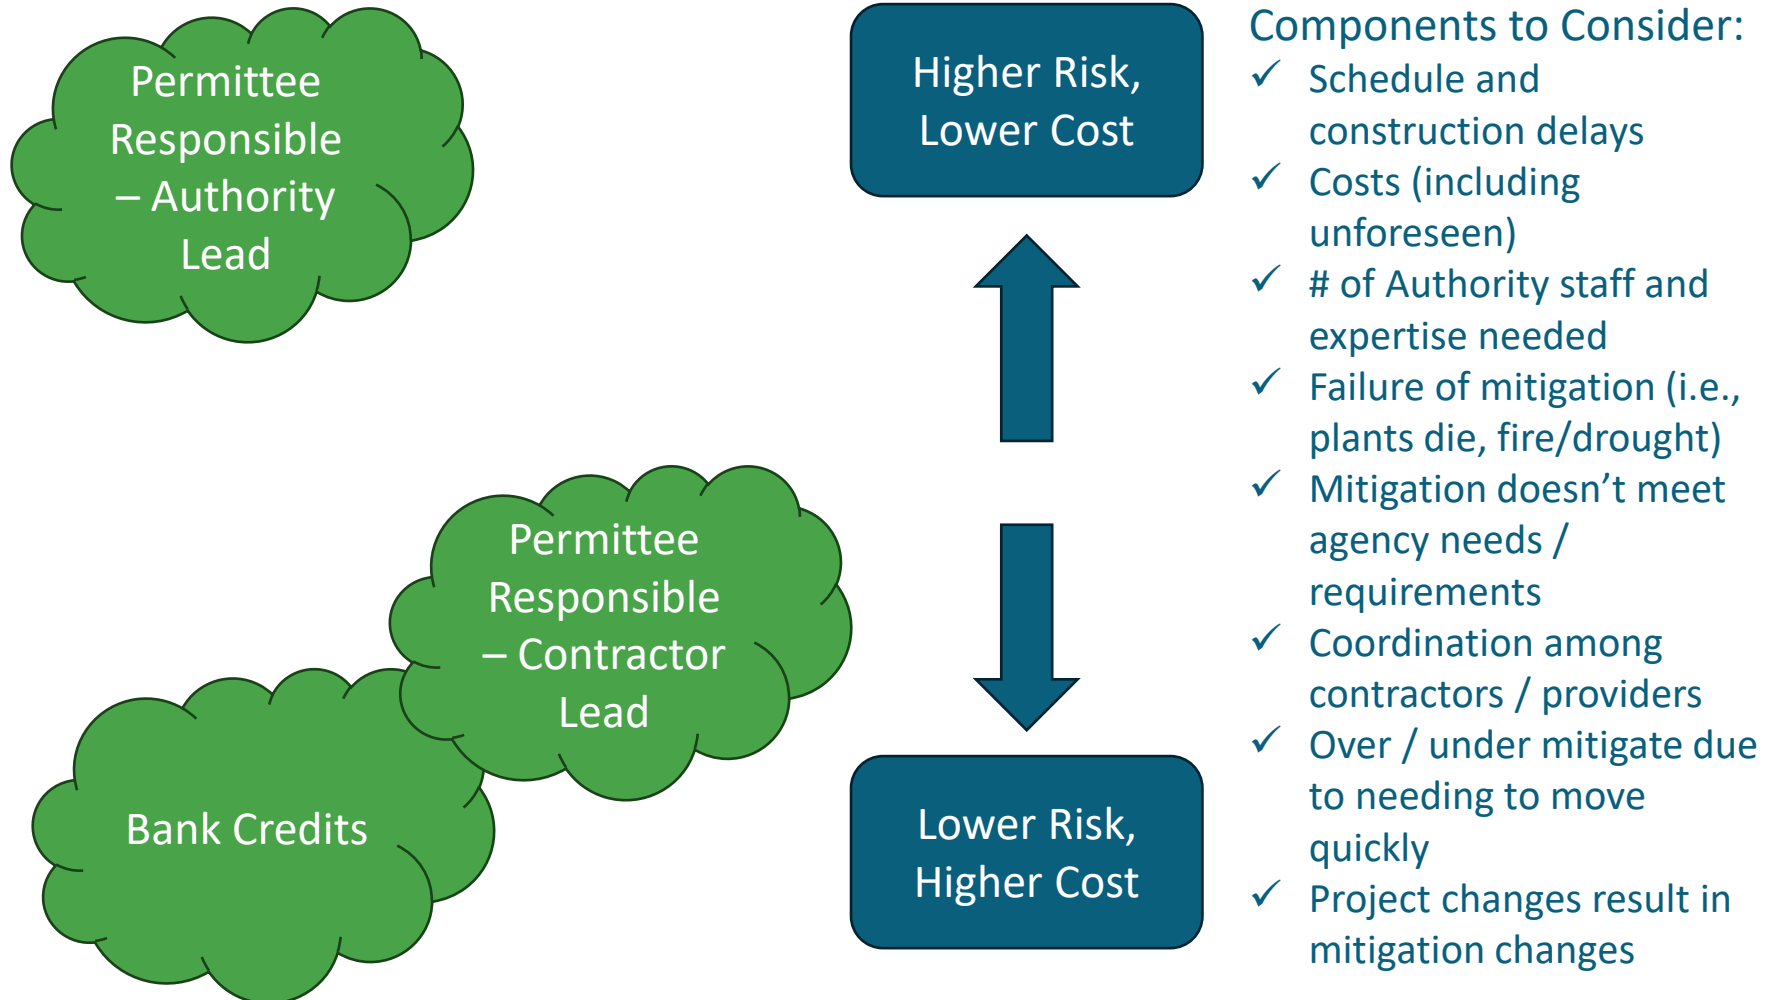 Permittee
Responsible
– Authority
Lead
Permittee
Responsible
– Contractor
Lead
Bank Credits
Higher Risk,
Lower Cost
Lower Risk,
Higher Cost
Components to Consider:
✓ Schedule and
construction delays
✓ Costs (including
unforeseen)
✓ # of Authority staff and
expertise needed
✓ Failure of mitigation (i.e.,
plants die, fire/drought)
✓ Mitigation doesn’t meet
agency needs /
requirements
✓ Coordination among
contractors / providers
✓ Over / under mitigate due
to needing to move
quickly
✓ Project changes result in
mitigation changes